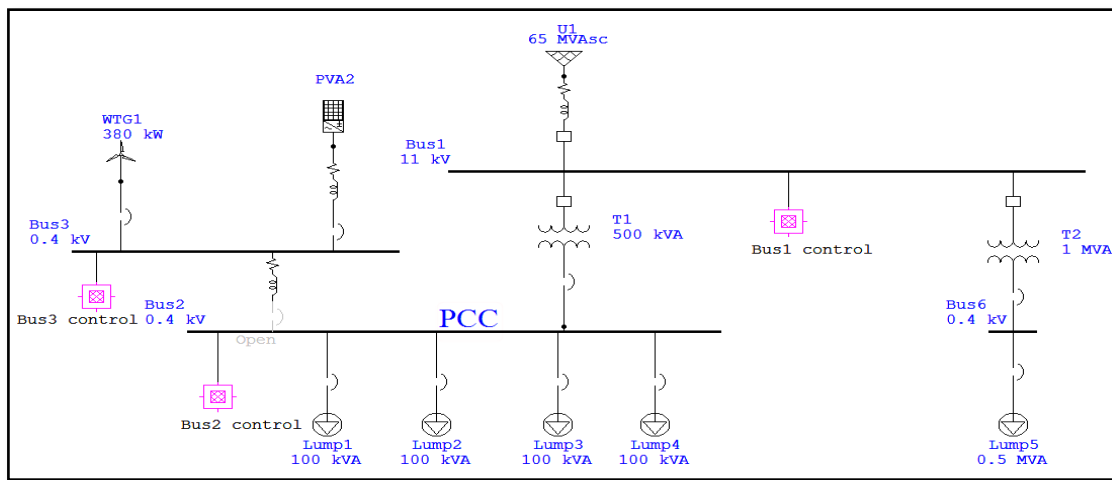 U1
65 MVAsc
PVA2
WTG1
380 kW
Bus1
11 kV
T1
500 kVA
Bus1 control
T2
1 MVA
Bus3
0.4 kV
Bus3 control
Bus2
0.4 kV
PCC
Open
Bus6
0.4 kV
Bus2 control
Lump1
100 kVA
Lump2
100 kVA
Lump3
100 kVA
Lump4
100 kVA
Lump5
0.5 MVA